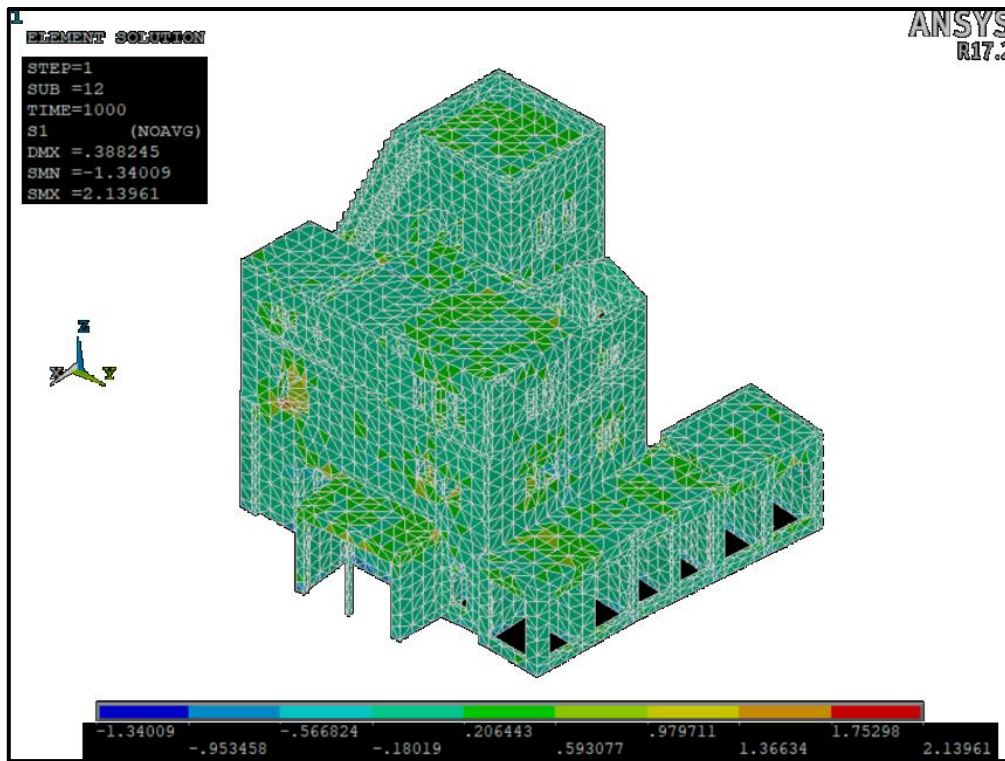 1
ELEMENT SOLUTION
ANSYS
R17.2
STEP=1
SUB =12
TIME=1000
S1 (NOAVG)
DMX =.388245
SMN =-1.34009
SMX =2.13961
Z
X Y
-1.34009 -.566824 .206443 .979711 1.75298
-.953458 -.18019 .593077 1.36634 2.13961